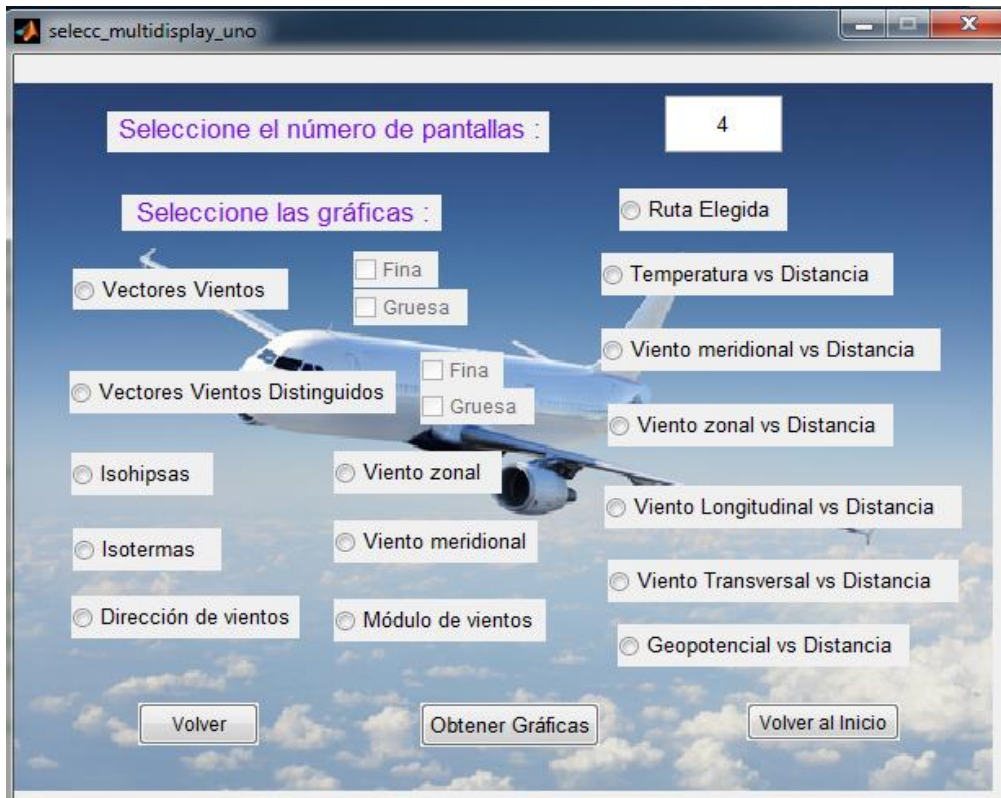 selecc_multidisplay_uno
Seleccione el número de pantallas :
4
Seleccione las gráficas :
Ruta Elegida
Fina
Gruesa
Vectores Vientos
Temperatura vs Distancia
Viento meridional vs Distancia
Fina
Gruesa
Vectores Vientos Distinguidos
Viento zonal vs Distancia
Isohipsas
Viento zonal
Viento Longitudinal vs Distancia
Isotermas
Viento meridional
Viento Transversal vs Distancia
Dirección de vientos
Módulo de vientos
Geopotencial vs Distancia
Volver
Obtener Gráficas
Volver al Inicio